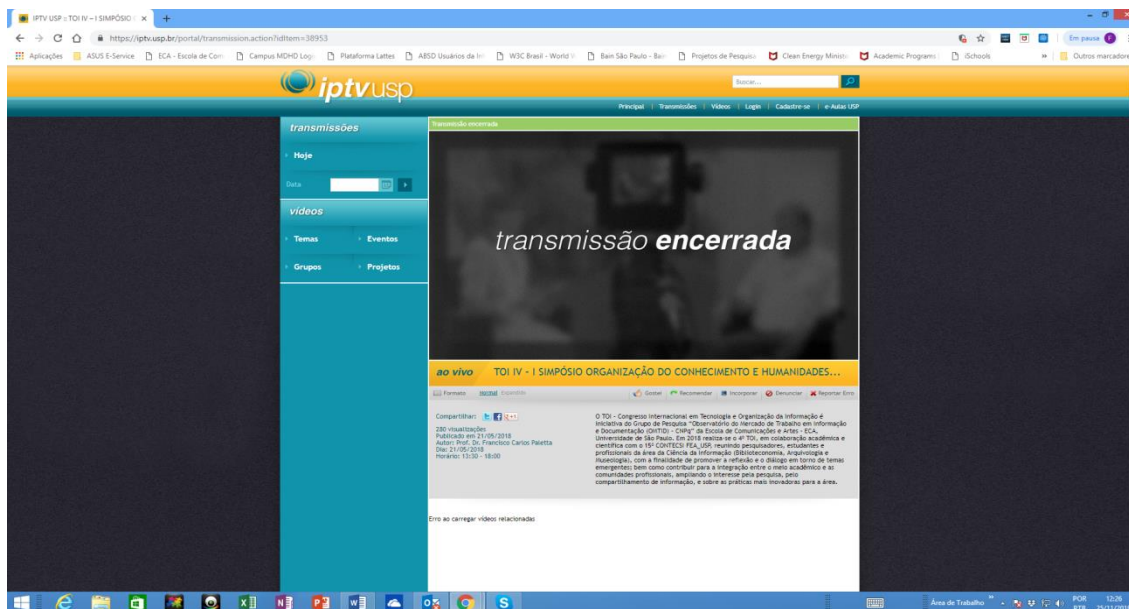 IPTV USP :: TOI IV – I SIMPÓSIO
https://iptv.usp.br/portal/transmission.action?idItem=38953
Em pausa
Aplicações
ASUS E-Service
ECA - Escola de Com
Campus MDHD Logi
Plataforma Lattes
ABSD Usuários da In
W3C Brasil - World W
Bain São Paulo - Bain
Projetos de Pesquisa
Clean Energy Ministe
Academic Programs
iSchools
Outros marcadore
iptvusp
Buscar...
Principal | Transmissões | Vídeos | Login | Cadastre-se | e-Aulas USP
transmissões
Hoje
Data
vídeos
Temas
Eventos
Grupos
Projetos
Transmissão encerrada
transmissão encerrada
ao vivo TOI IV - I SIMPÓSIO ORGANIZAÇÃO DO CONHECIMENTO E HUMANIDADES...
Formato Normal Expandido
Gostei Recomendar Incorporar Denunciar Reportar Erro
Compartilhar:
280 visualizações
Publicado em 21/05/2018
Autor: Prof. Dr. Francisco Carlos Paletta
Dia: 21/05/2018
Horário: 13:30 - 18:00
O TOI - Congresso Internacional em Tecnologia e Organização da Informação é
iniciativa do Grupo de Pesquisa “Observatório do Mercado de Trabalho em Informação
e Documentação (OMTID) - CNPq” da Escola de Comunicações e Artes - ECA,
Universidade de São Paulo. Em 2018 realiza-se o 4º TOI, em colaboração acadêmica e
científica com o 15º CONTECSI FEA_USP, reunindo pesquisadores, estudantes e
profissionais da área da Ciência da Informação (Biblioteconomia, Arquivologia e
Museologia), com a finalidade de promover a reflexão e o diálogo em torno de temas
emergentes; bem como contribuir para a integração entre o meio acadêmico e as
comunidades profissionais, ampliando o interesse pela pesquisa, pelo
compartilhamento de informação, e sobre as práticas mais inovadoras para a área.
Erro ao carregar vídeos relacionados
Área de Trabalho
POR
12:26